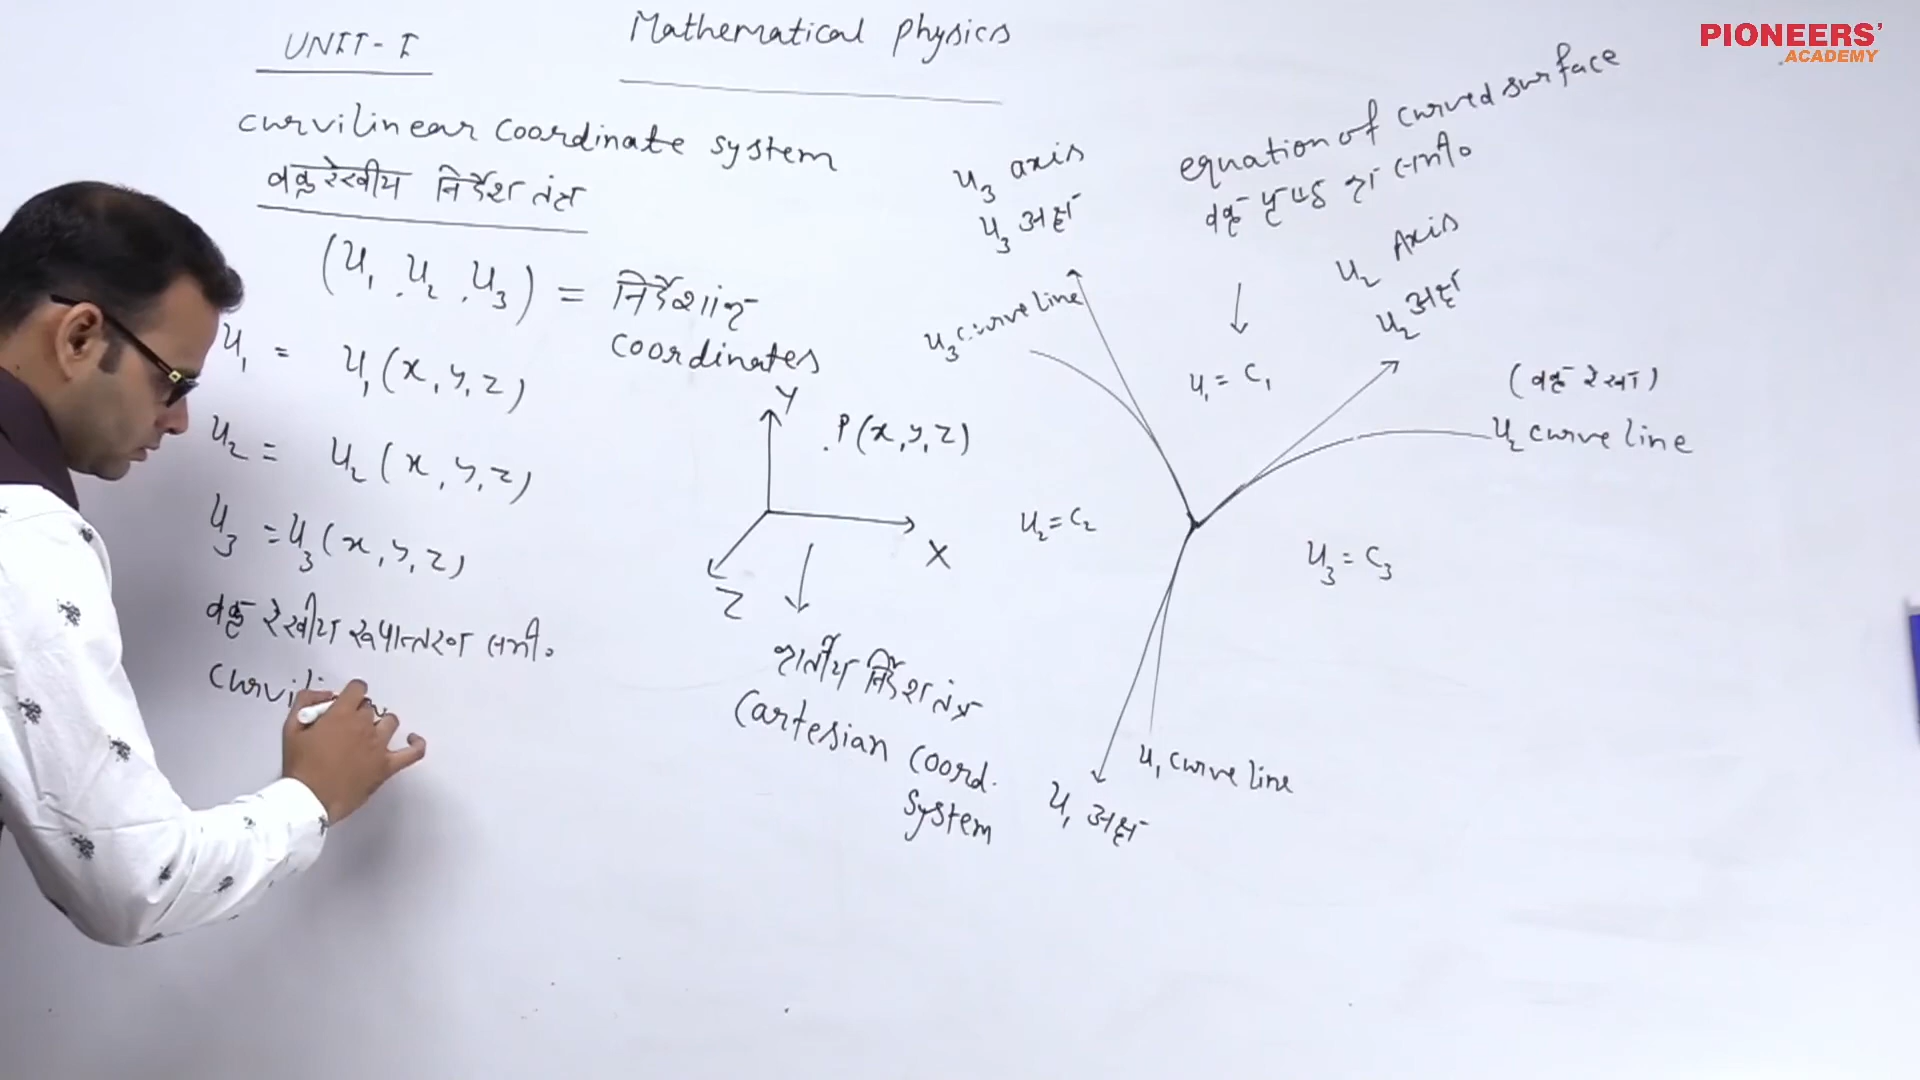 PIONEERS'
ACADEMY
UNIT-I
Mathematical Physics
curvilinear coordinate system
वक्ररेखीय निर्देश तंत्र
(u₁, u₂, u₃) = निर्देशांक
coordinates
u₁ = u₁(x, y, z)
u₂ = u₂(x, y, z)
u₃ = u₃(x, y, z)
वक्र रेखीय रूपान्तरण समी०
Curvilin
Y
.P(x, y, z)
X
Z
कार्तीय निर्देश तंत्र
Cartesian Coord.
System
u₃ axis
u₃ अक्ष
u₃ curve line
equation of curved surface
वक्र पृष्ठ का समी०
u₁ = c₁
u₂ Axis
u₂ अक्ष
(वक्र रेखा)
u₂ curve line
u₂ = c₂
u₃ = c₃
u₁ curve line
u₁ अक्ष